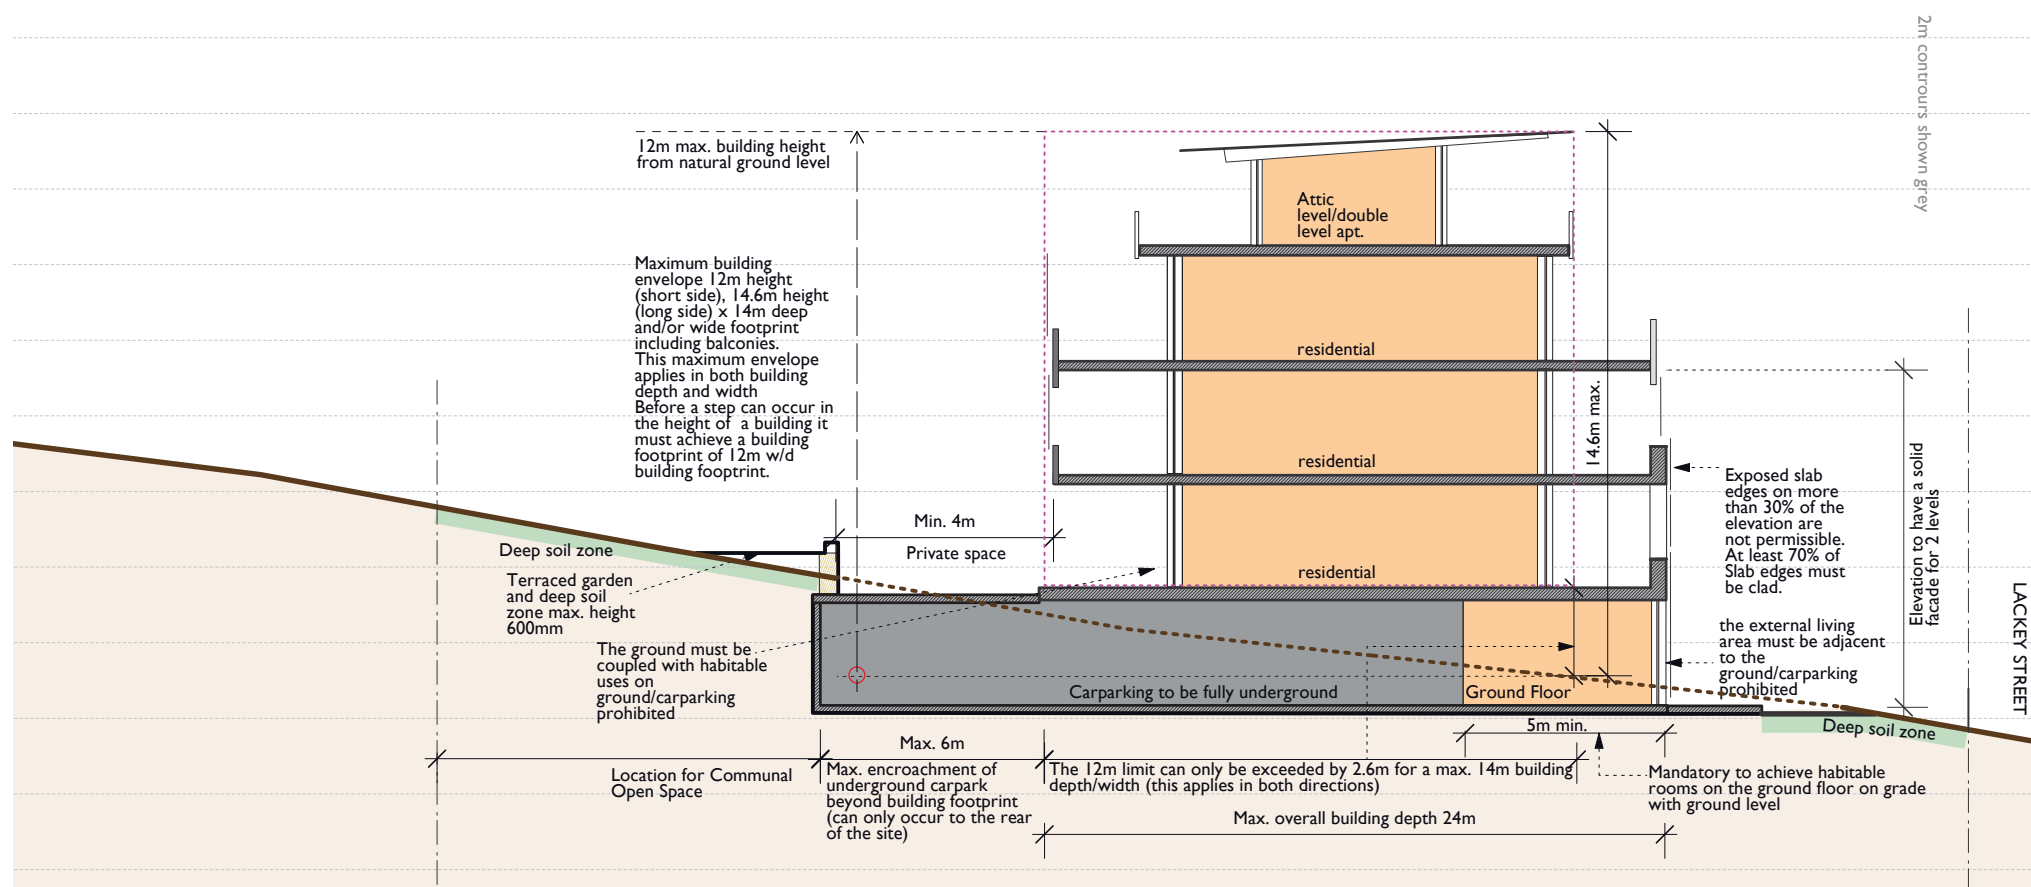 2m contrours shown grey
12m max. building height
from natural ground level
Attic
level/double
level apt.
Maximum building
envelope 12m height
(short side), 14.6m height
(long side) x 14m deep
and/or wide footprint
including balconies.
This maximum envelope
applies in both building
depth and width
Before a step can occur in
the height of a building it
must achieve a building
footprint of 12m w/d
building fooptrint.
residential
14.6m max.
residential
Exposed slab
edges on more
than 30% of the
elevation are
not permissible.
At least 70% of
Slab edges must
be clad.
Elevation to have a solid
facade for 2 levels
Min. 4m
Private space
Deep soil zone
Terraced garden
and deep soil
zone max. height
600mm
residential
LACKEY STREET
The ground must be
coupled with habitable
uses on
ground/carparking
prohibited
the external living
area must be adjacent
to the
ground/carparking
prohibited
Carparking to be fully underground
Ground Floor
5m min.
Deep soil zone
Max. 6m
Location for Communal
Open Space
Max. encroachment of
underground carpark
beyond building footprint
(can only occur to the rear
of the site)
The 12m limit can only be exceeded by 2.6m for a max. 14m building
depth/width (this applies in both directions)
Mandatory to achieve habitable
rooms on the ground floor on grade
with ground level
Max. overall building depth 24m